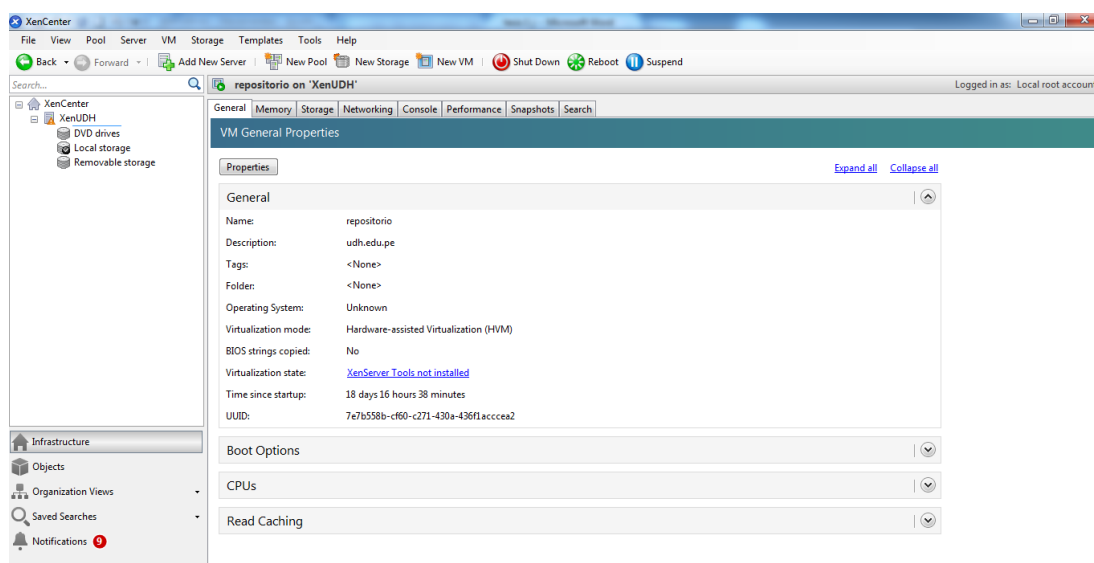 XenCenter
File View Pool Server VM Storage Templates Tools Help
Back Forward Add New Server New Pool New Storage New VM Shut Down Reboot Suspend
Search...
repositorio on 'XenUDH'
Logged in as: Local root account
XenCenter
XenUDH
DVD drives
Local storage
Removable storage
General Memory Storage Networking Console Performance Snapshots Search
VM General Properties
Properties
Expand all Collapse all
General
Name: repositorio
Description: udh.edu.pe
Tags: <None>
Folder: <None>
Operating System: Unknown
Virtualization mode: Hardware-assisted Virtualization (HVM)
BIOS strings copied: No
Virtualization state: XenServer Tools not installed
Time since startup: 18 days 16 hours 38 minutes
UUID: 7e7b558b-cf60-c271-430a-436f1acccea2
Boot Options
CPUs
Read Caching
Infrastructure
Objects
Organization Views
Saved Searches
Notifications 9